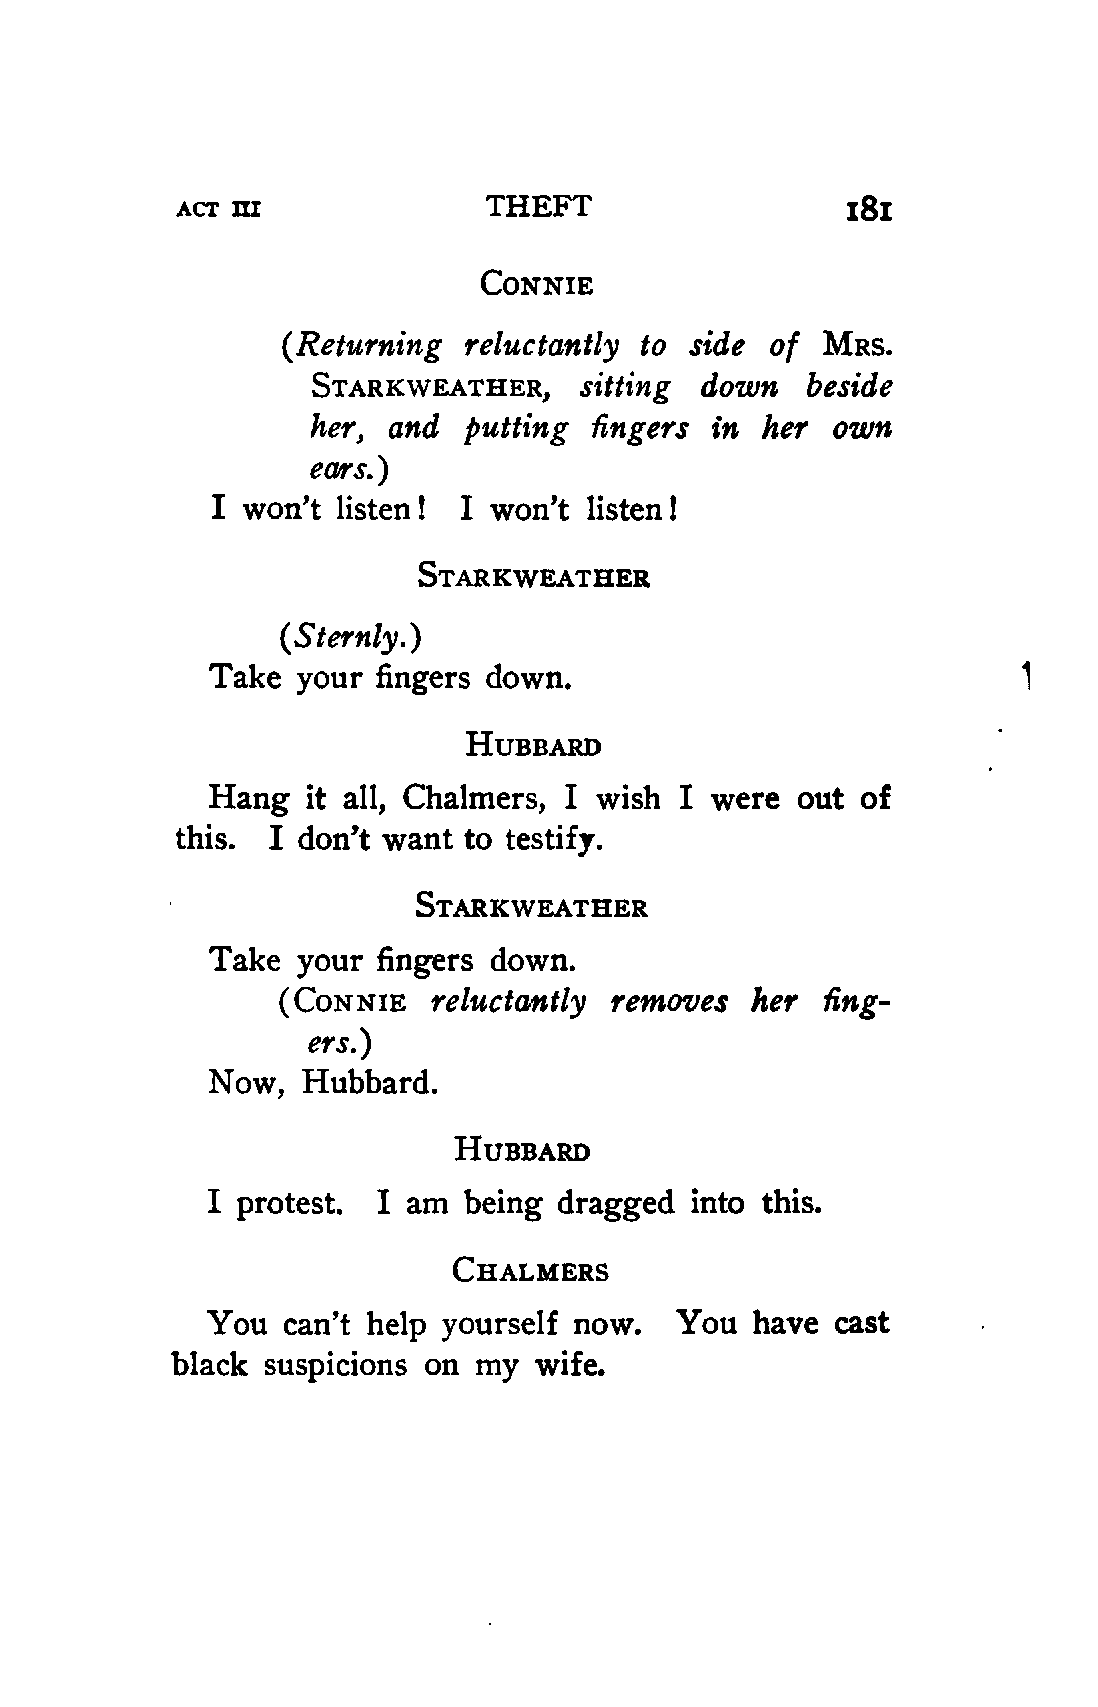 ACT III THEFT 181
CONNIE
(Returning reluctantly to side of MRS.
STARKWEATHER, sitting down beside
her, and putting fingers in her own
ears.)
I won't listen! I won't listen!
STARKWEATHER
(Sternly.)
Take your fingers down.
HUBBARD
Hang it all, Chalmers, I wish I were out of
this. I don't want to testify.
STARKWEATHER
Take your fingers down.
(CONNIE reluctantly removes her fing-
ers.)
Now, Hubbard.
HUBBARD
I protest. I am being dragged into this.
CHALMERS
You can't help yourself now. You have cast
black suspicions on my wife.